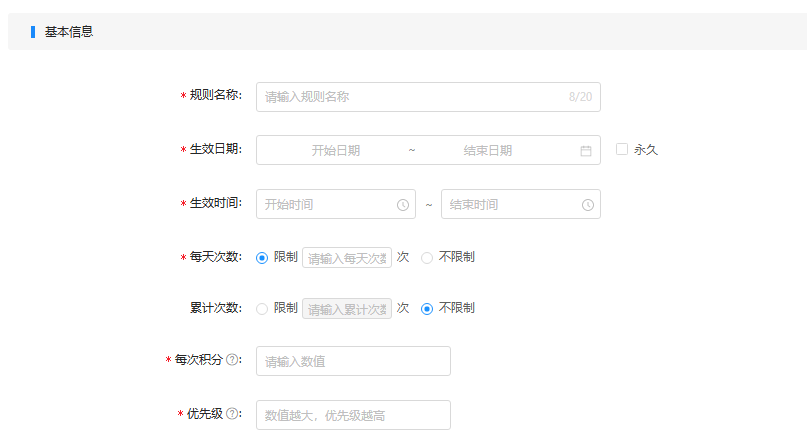 基本信息
* 规则名称: 请输入规则名称 8/20
* 生效日期: 开始日期 ~ 结束日期 永久
* 生效时间: 开始时间 ~ 结束时间
* 每天次数: 限制 请输入每天次数 次 不限制
累计次数: 限制 请输入累计次数 次 不限制
* 每次积分 ?: 请输入数值
* 优先级 ?: 数值越大，优先级越高